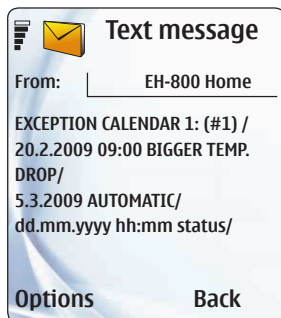 Text message
From: EH-800 Home
EXCEPTION CALENDAR 1: (#1) /
20.2.2009 09:00 BIGGER TEMP.
DROP/
5.3.2009 AUTOMATIC/
dd.mm.yyyy hh:mm status/
Options Back